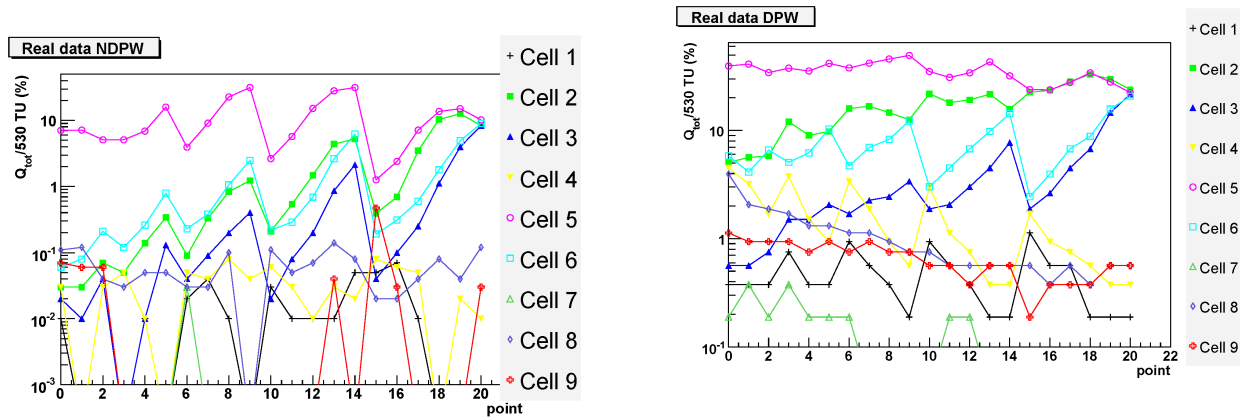 Real data NDPW
Q_tot/530 TU (%)
10
1
10^-1
10^-2
10^-3
0 2 4 6 8 10 12 14 16 18 20
point
Cell 1
Cell 2
Cell 3
Cell 4
Cell 5
Cell 6
Cell 7
Cell 8
Cell 9
Real data DPW
Q_tot/530 TU (%)
10
1
10^-1
0 2 4 6 8 10 12 14 16 18 20 22
point
Cell 1
Cell 2
Cell 3
Cell 4
Cell 5
Cell 6
Cell 7
Cell 8
Cell 9